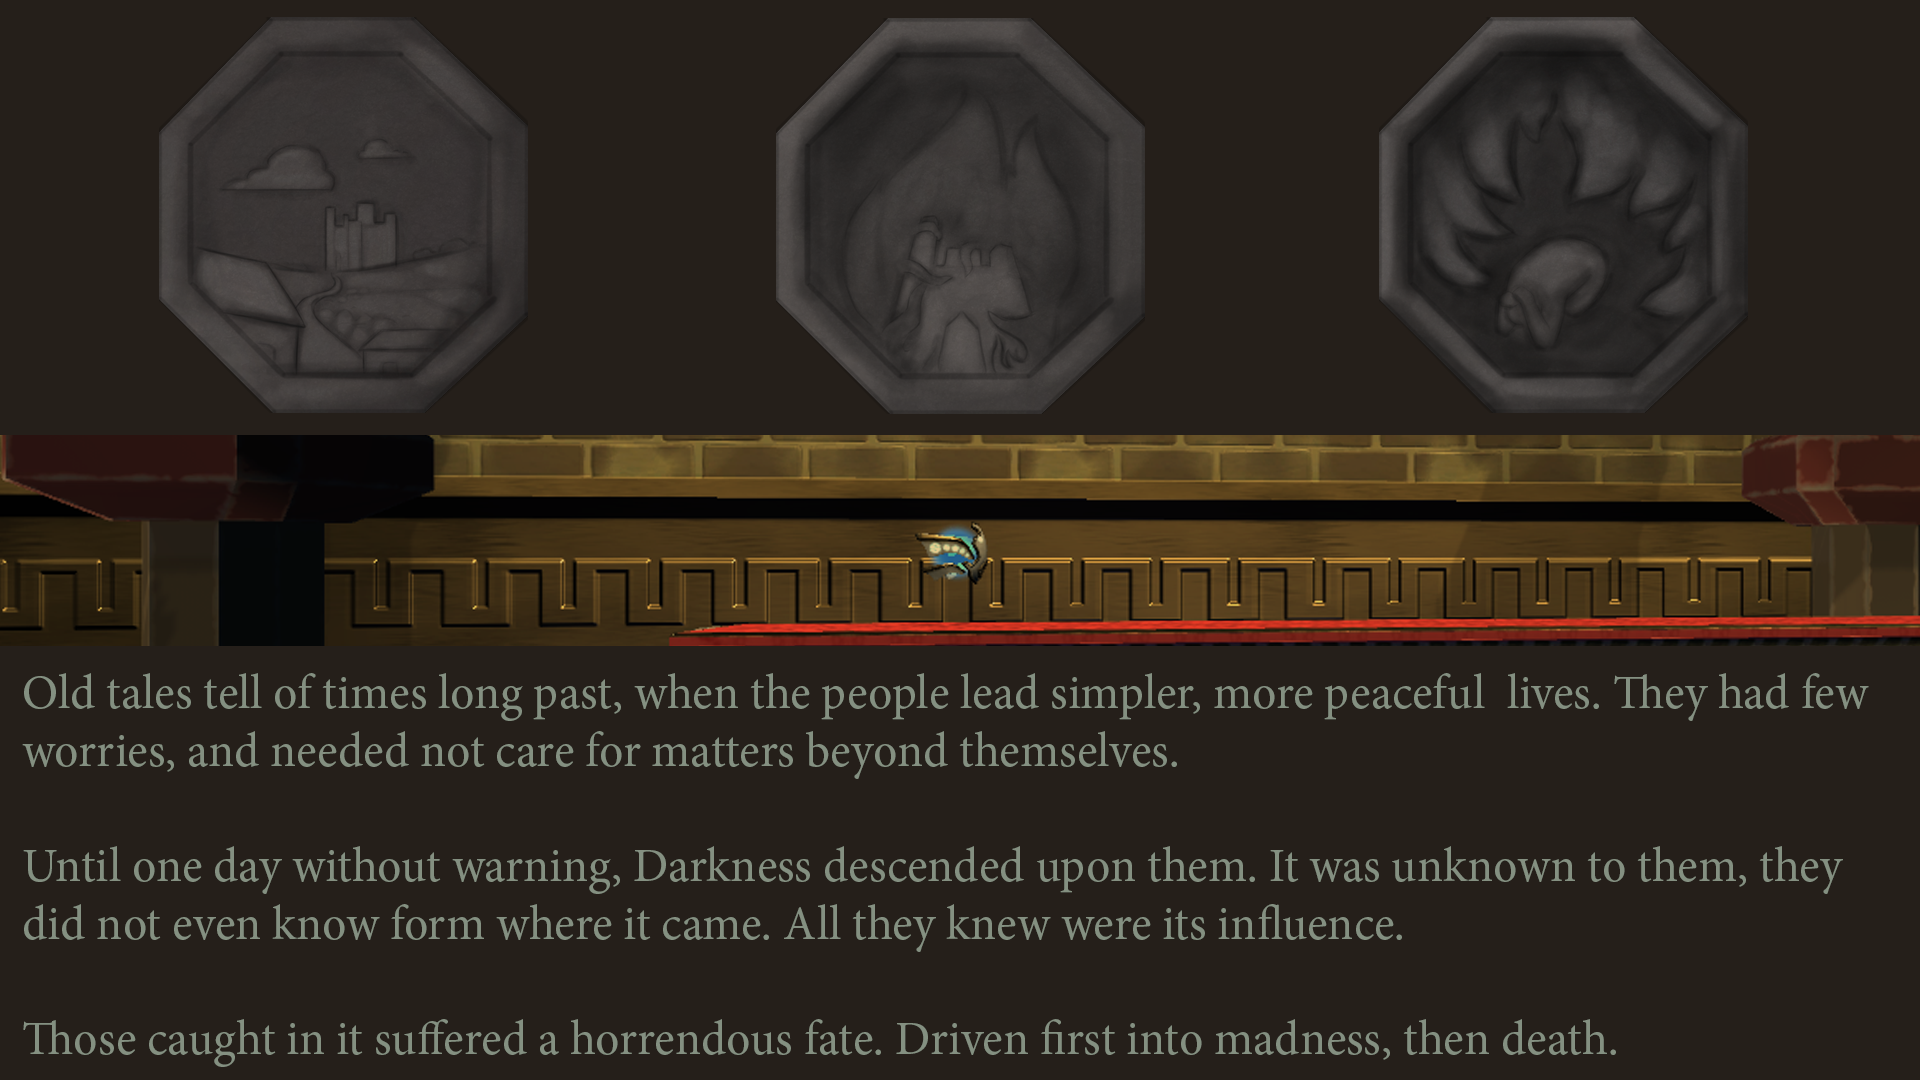 Old tales tell of times long past, when the people lead simpler, more peaceful  lives. They had few
worries, and needed not care for matters beyond themselves.
Until one day without warning, Darkness descended upon them. It was unknown to them, they
did not even know form where it came. All they knew were its influence.
Those caught in it suffered a horrendous fate. Driven first into madness, then death.